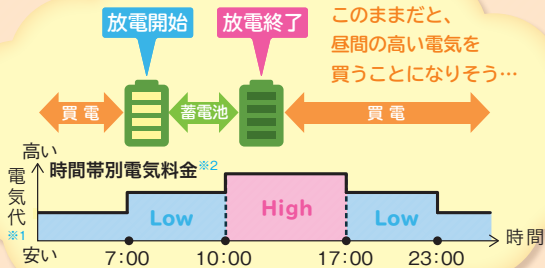 放電開始
放電終了
このままだと、
昼間の高い電気を
買うことになりそう…
買電
蓄電池
買電
高い
時間帯別電気料金※2
電気代
※1
安い
Low
High
Low
時間
7:00
10:00
17:00
23:00